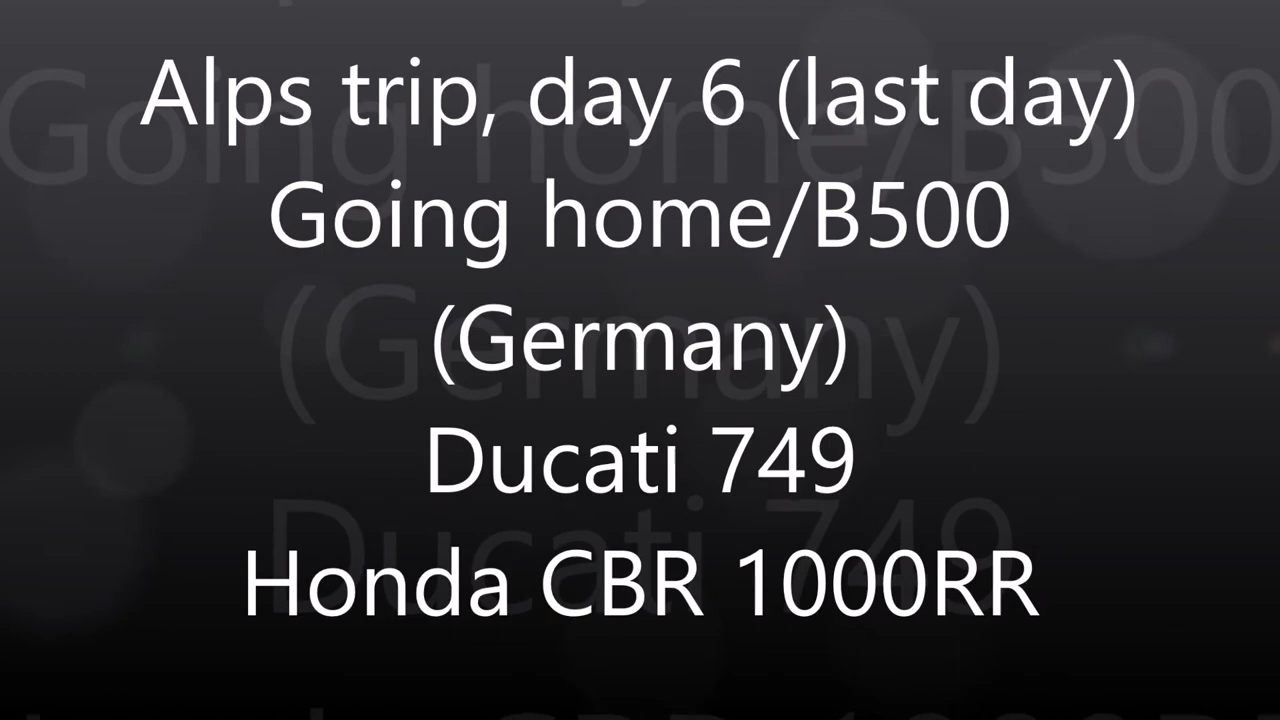 Alps trip, day 6 (last day)
Going home/B500
(Germany)
Ducati 749
Honda CBR 1000RR